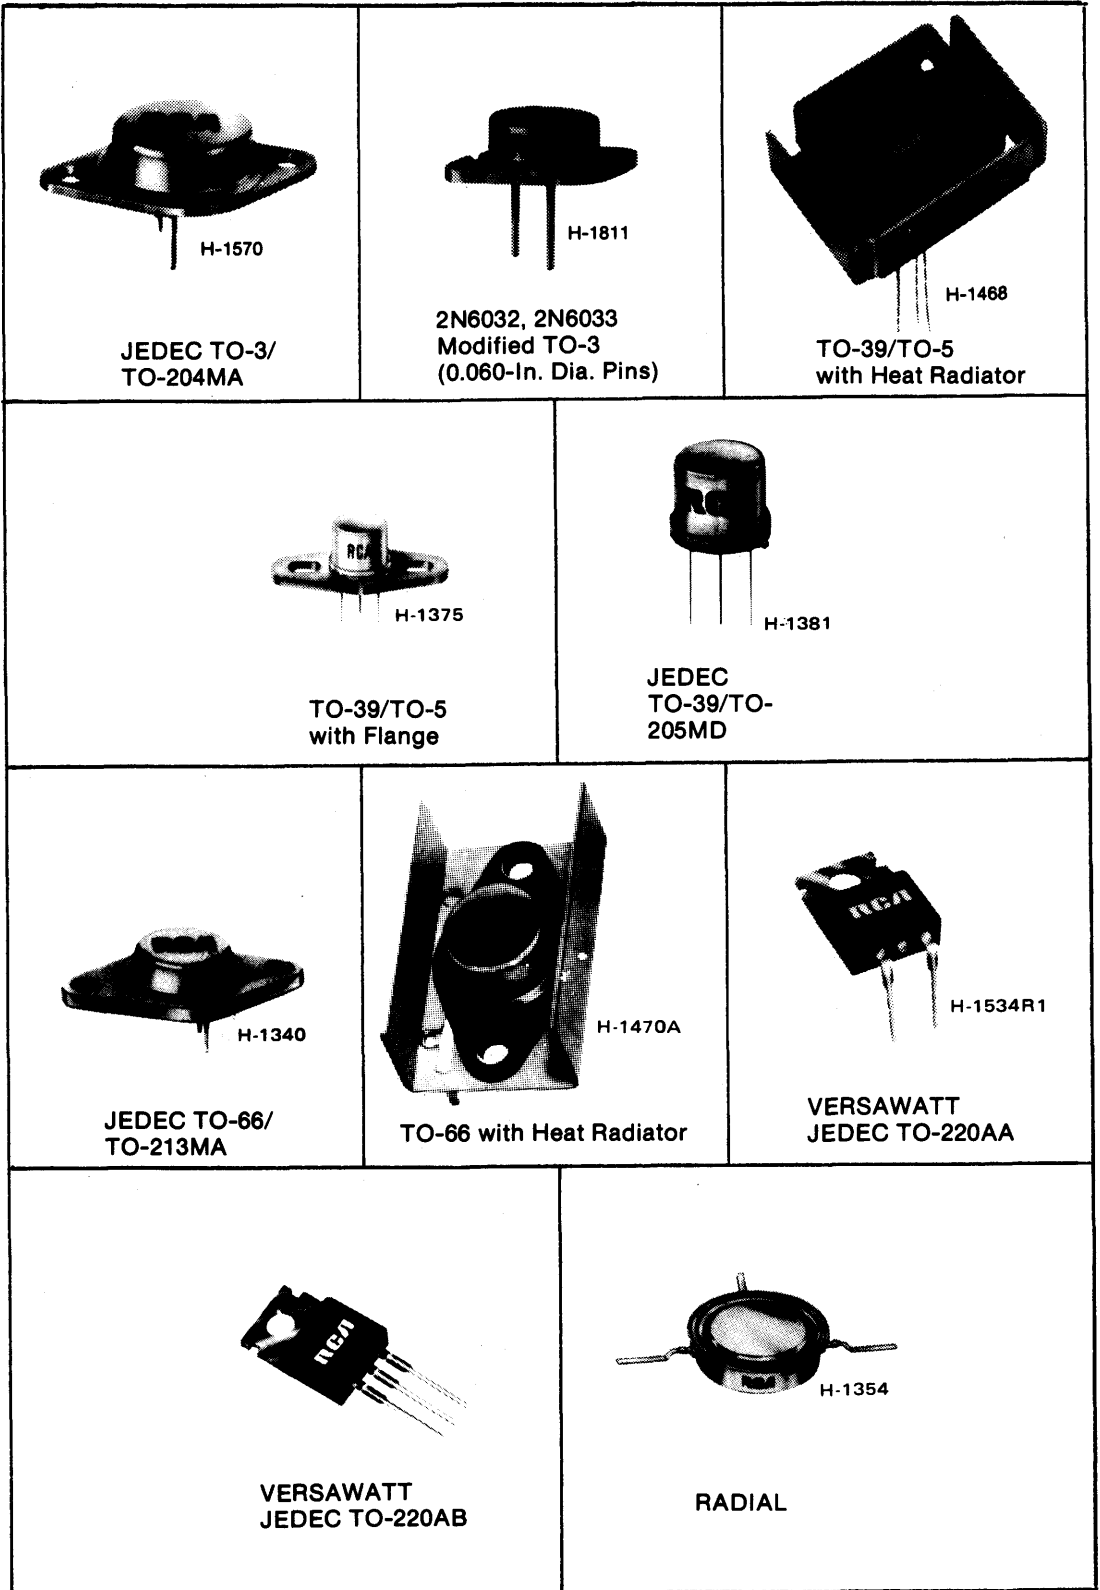 H-1570
JEDEC TO-3/
TO-204MA
H-1811
2N6032, 2N6033
Modified TO-3
(0.060-In. Dia. Pins)
H-1468
TO-39/TO-5
with Heat Radiator
RCA
H-1375
TO-39/TO-5
with Flange
H-1381
JEDEC
TO-39/TO-
205MD
H-1340
JEDEC TO-66/
TO-213MA
H-1470A
TO-66 with Heat Radiator
RCA
H-1534R1
VERSAWATT
JEDEC TO-220AA
RCA
VERSAWATT
JEDEC TO-220AB
H-1354
RADIAL